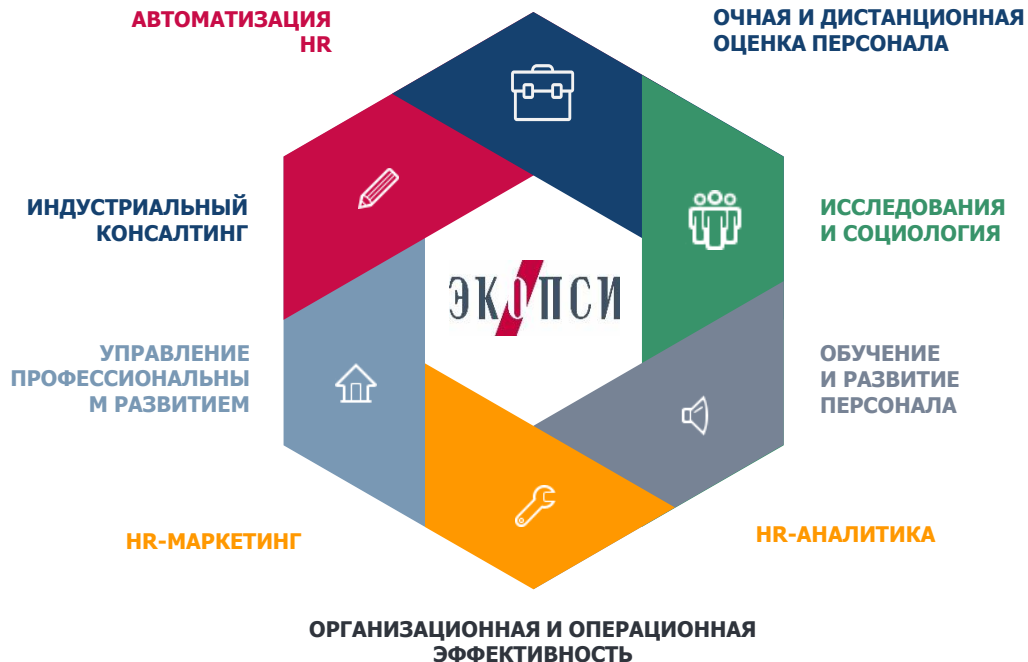 АВТОМАТИЗАЦИЯ
HR
ОЧНАЯ И ДИСТАНЦИОННАЯ
ОЦЕНКА ПЕРСОНАЛА
ИНДУСТРИАЛЬНЫЙ
КОНСАЛТИНГ
ИССЛЕДОВАНИЯ
И СОЦИОЛОГИЯ
ЭКОПСИ
УПРАВЛЕНИЕ
ПРОФЕССИОНАЛЬНЫ
М РАЗВИТИЕМ
ОБУЧЕНИЕ
И РАЗВИТИЕ
ПЕРСОНАЛА
HR-МАРКЕТИНГ
HR-АНАЛИТИКА
ОРГАНИЗАЦИОННАЯ И ОПЕРАЦИОННАЯ
ЭФФЕКТИВНОСТЬ